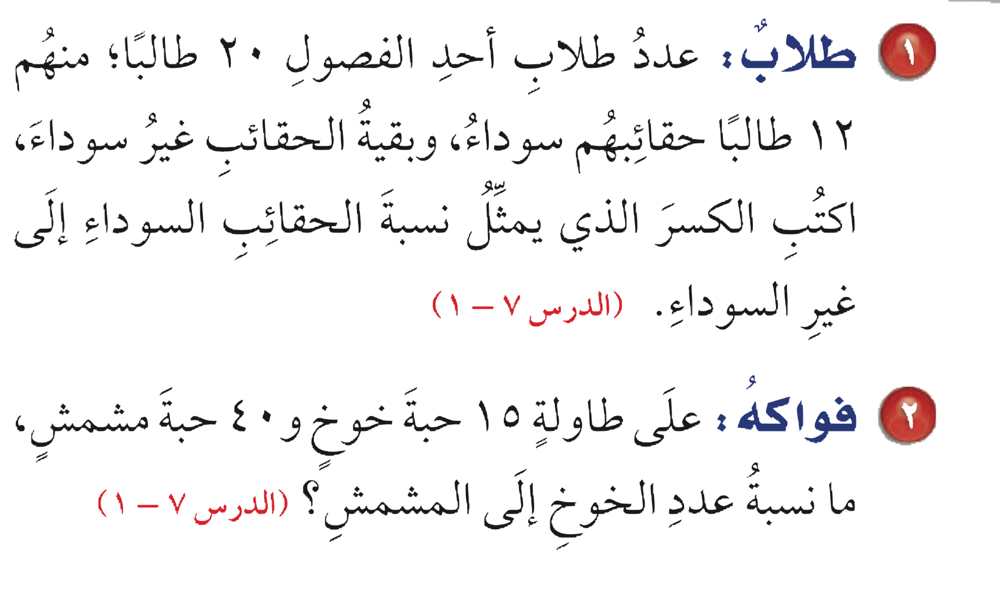 ١ طلابٌ: عددُ طلابِ أحدِ الفصولِ ٢٠ طالبًا؛ منهُم
١٢ طالبًا حقائِبهُم سوداءُ، وبقيةُ الحقائبِ غيرُ سوداءَ،
اكتُبِ الكسرَ الذي يمثِّلُ نسبةَ الحقائِبِ السوداءِ إلَى
غيرِ السوداءِ. (الدرس ٧ – ١)
٢ فواكهُ: علَى طاولةٍ ١٥ حبةَ خوخٍ و ٤٠ حبةَ مشمشٍ،
ما نسبةُ عددِ الخوخِ إلَى المشمشِ؟ (الدرس ٧ – ١)